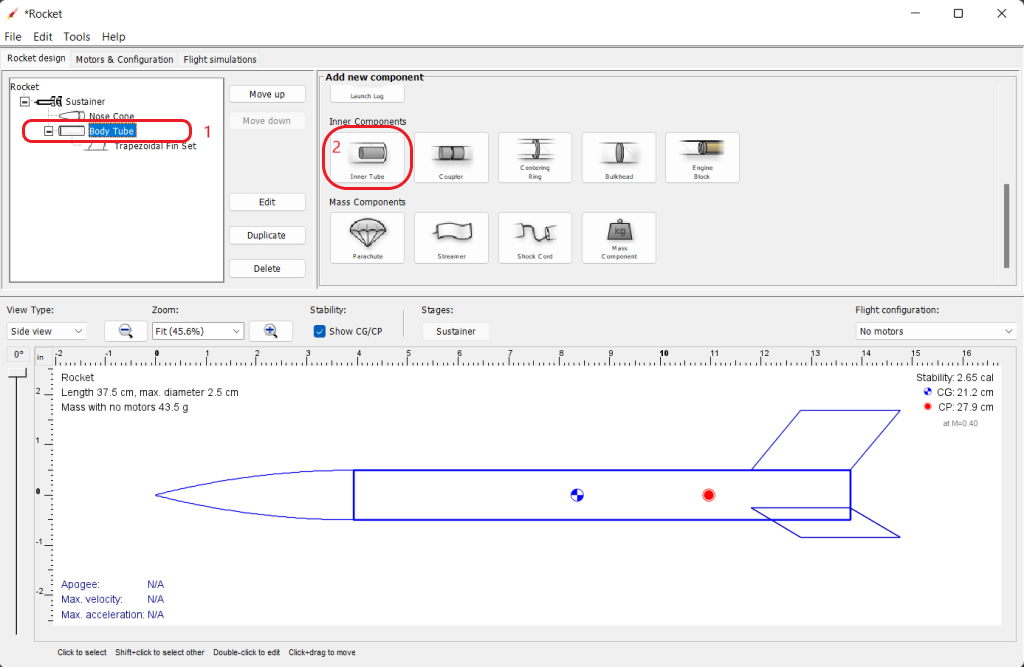 *Rocket
File Edit Tools Help
Rocket design Motors & Configuration Flight simulations
Rocket
Sustainer
Nose Cone
Body Tube
Trapezoidal Fin Set
1
Move up
Move down
Edit
Duplicate
Delete
Add new component
Launch Lug
Inner Components
2
Inner Tube
Coupler
Centering
Ring
Bulkhead
Engine
Block
Mass Components
Parachute
Streamer
Shock Cord
kg
Mass
Component
View Type: Zoom: Stability: Stages: Flight configuration:
Side view Fit (45.6%) Show CG/CP Sustainer No motors
0° in -2 -1 0 1 2 3 4 5 6 7 8 9 10 11 12 13 14 15 16
2
1
0
-1
-2
Rocket
Length 37.5 cm, max. diameter 2.5 cm
Mass with no motors 43.5 g
Stability: 2.65 cal
CG: 21.2 cm
CP: 27.9 cm
at M=0.40
Apogee: N/A
Max. velocity: N/A
Max. acceleration: N/A
Click to select Shift+click to select other Double-click to edit Click+drag to move